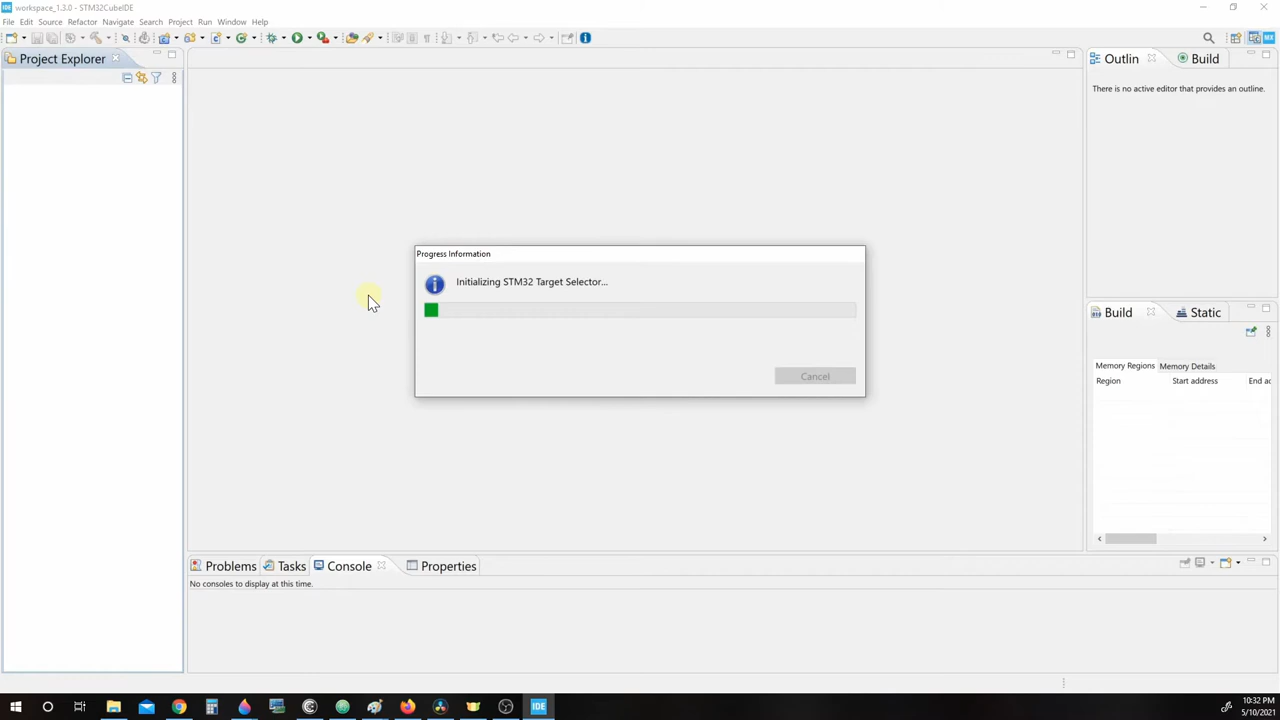 workspace_1.3.0 - STM32CubeIDE
File Edit Source Refactor Navigate Search Project Run Window Help
Project Explorer
Outlin
Build
There is no active editor that provides an outline.
Progress Information
Initializing STM32 Target Selector...
Cancel
Build
Static
Memory Regions
Memory Details
Region
Start address
End ac
Problems
Tasks
Console
Properties
No consoles to display at this time.
IDE
10:32 PM
5/10/2021